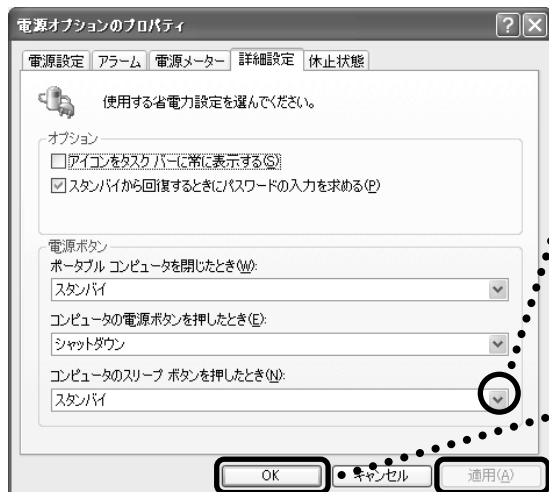 電源オプションのプロパティ
電源設定 アラーム 電源メーター 詳細設定 休止状態
使用する省電力設定を選んでください。
オプション
アイコンをタスク バーに常に表示する(S)
スタンバイから回復するときにパスワードの入力を求める(P)
電源ボタン
ポータブル コンピュータを閉じたとき(W):
スタンバイ
コンピュータの電源ボタンを押したとき(E):
シャットダウン
コンピュータのスリープ ボタンを押したとき(N):
スタンバイ
OK キャンセル 適用(A)